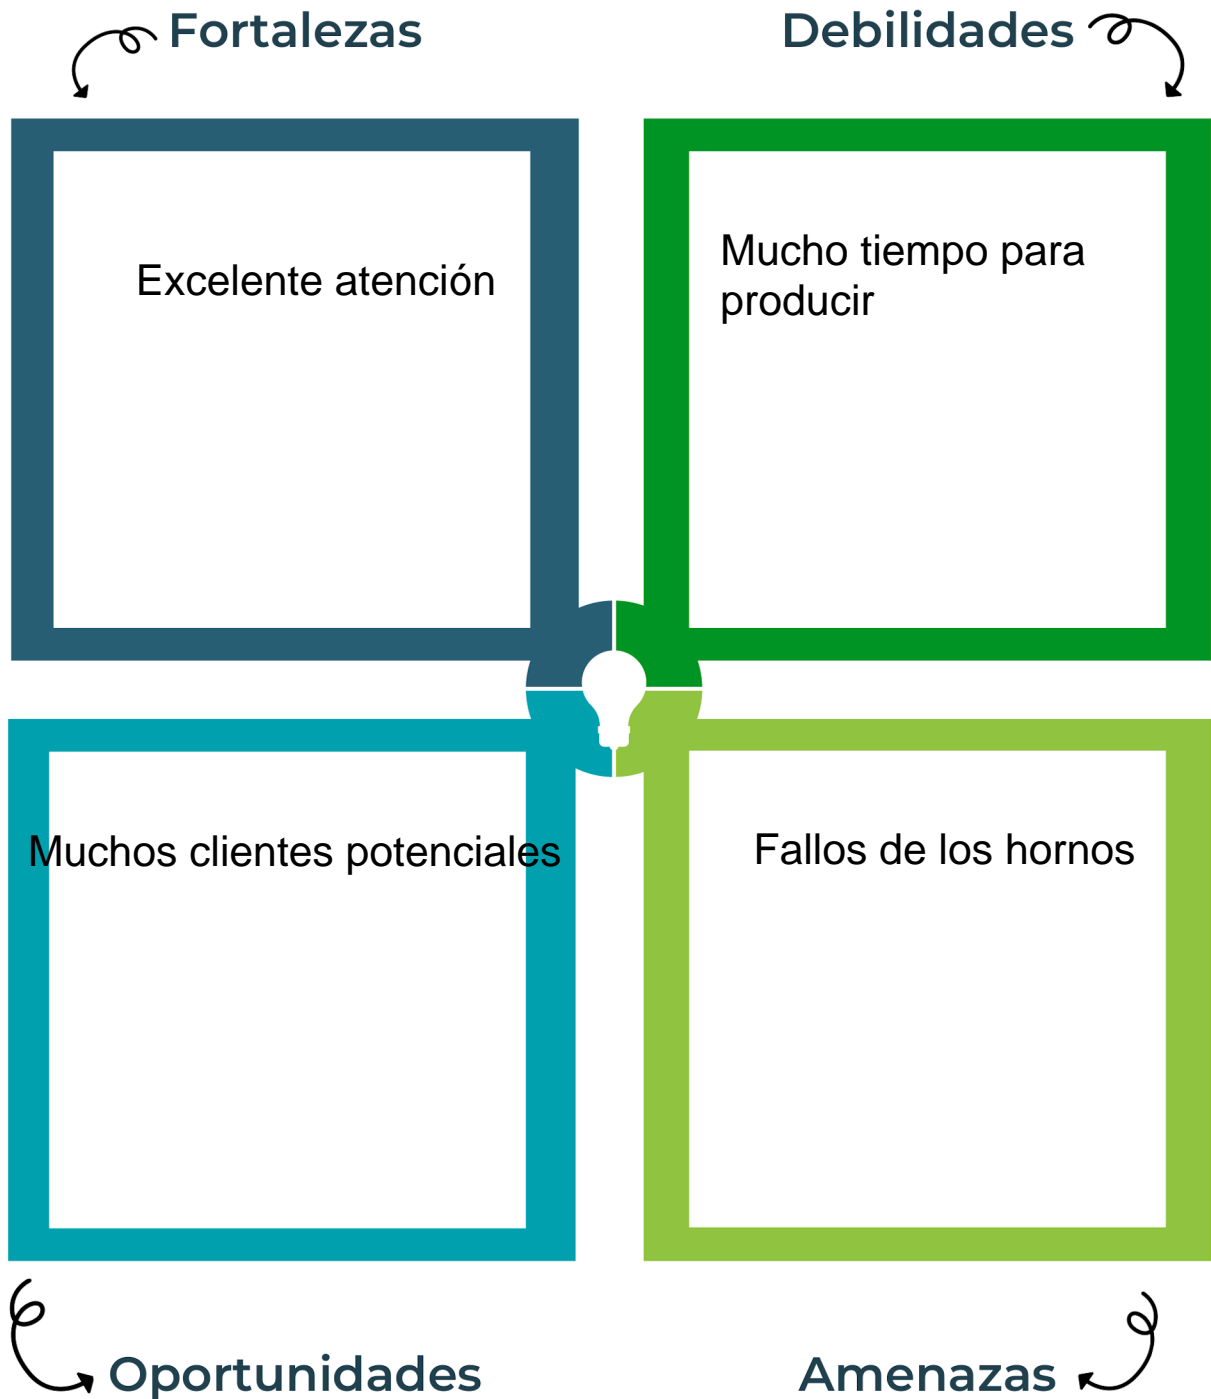 Fortalezas
Debilidades
Excelente atención
Mucho tiempo para
producir
Muchos clientes potenciales
Fallos de los hornos
Oportunidades
Amenazas